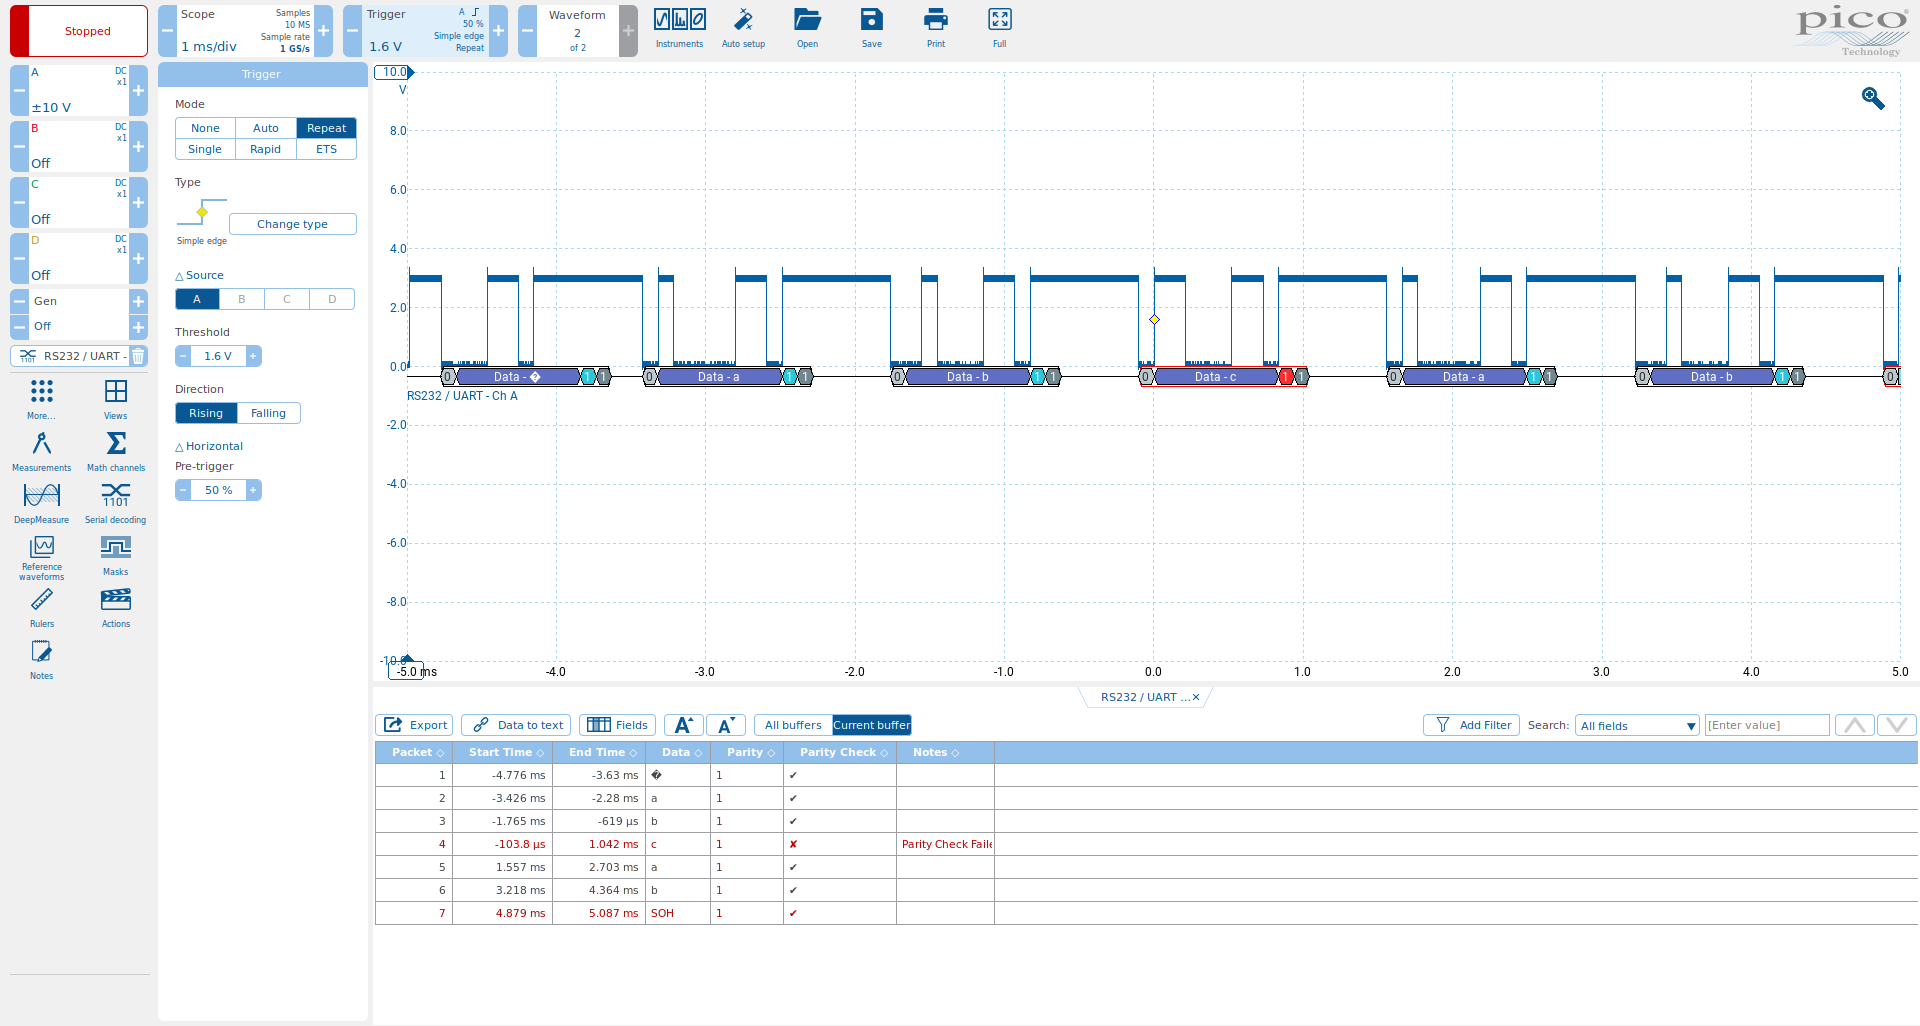 Stopped
Scope
Samples
10 MS
Sample rate
1 ms/div
1 GS/s
Trigger
A
50 %
Simple edge
1.6 V
Repeat
Waveform
2
of 2
Instruments
Auto setup
Open
Save
Print
Full
pico
Technology
A
DC
x1
±10 V
B
DC
x1
Off
C
DC
x1
Off
D
DC
x1
Off
Gen
Off
1101
RS232 / UART -
More...
Views
Measurements
Math channels
DeepMeasure
1101
Serial decoding
Reference
waveforms
Masks
Rulers
Actions
Notes
Trigger
Mode
None Auto Repeat
Single Rapid ETS
Type
Simple edge
Change type
Source
A B C D
Threshold
1.6 V
Direction
Rising Falling
Horizontal
Pre-trigger
50 %
10.0
V
8.0
6.0
4.0
2.0
0.0
0 Data - � 1 1 0 Data - a 1 1 0 Data - b 1 1 0 Data - c 1 1 0 Data - a 1 1 0 Data - b 1 1 0
RS232 / UART - Ch A
-2.0
-4.0
-6.0
-8.0
-10.0
-5.0 ms -4.0 -3.0 -2.0 -1.0 0.0 1.0 2.0 3.0 4.0 5.0
RS232 / UART ...×
Export Data to text Fields A A All buffers Current buffer Add Filter Search: All fields [Enter value]
Packet Start Time End Time Data Parity Parity Check Notes
1 -4.776 ms -3.63 ms � 1 ✔
2 -3.426 ms -2.28 ms a 1 ✔
3 -1.765 ms -619 µs b 1 ✔
4 -103.8 µs 1.042 ms c 1 ✘ Parity Check Faile
5 1.557 ms 2.703 ms a 1 ✔
6 3.218 ms 4.364 ms b 1 ✔
7 4.879 ms 5.087 ms SOH 1 ✔